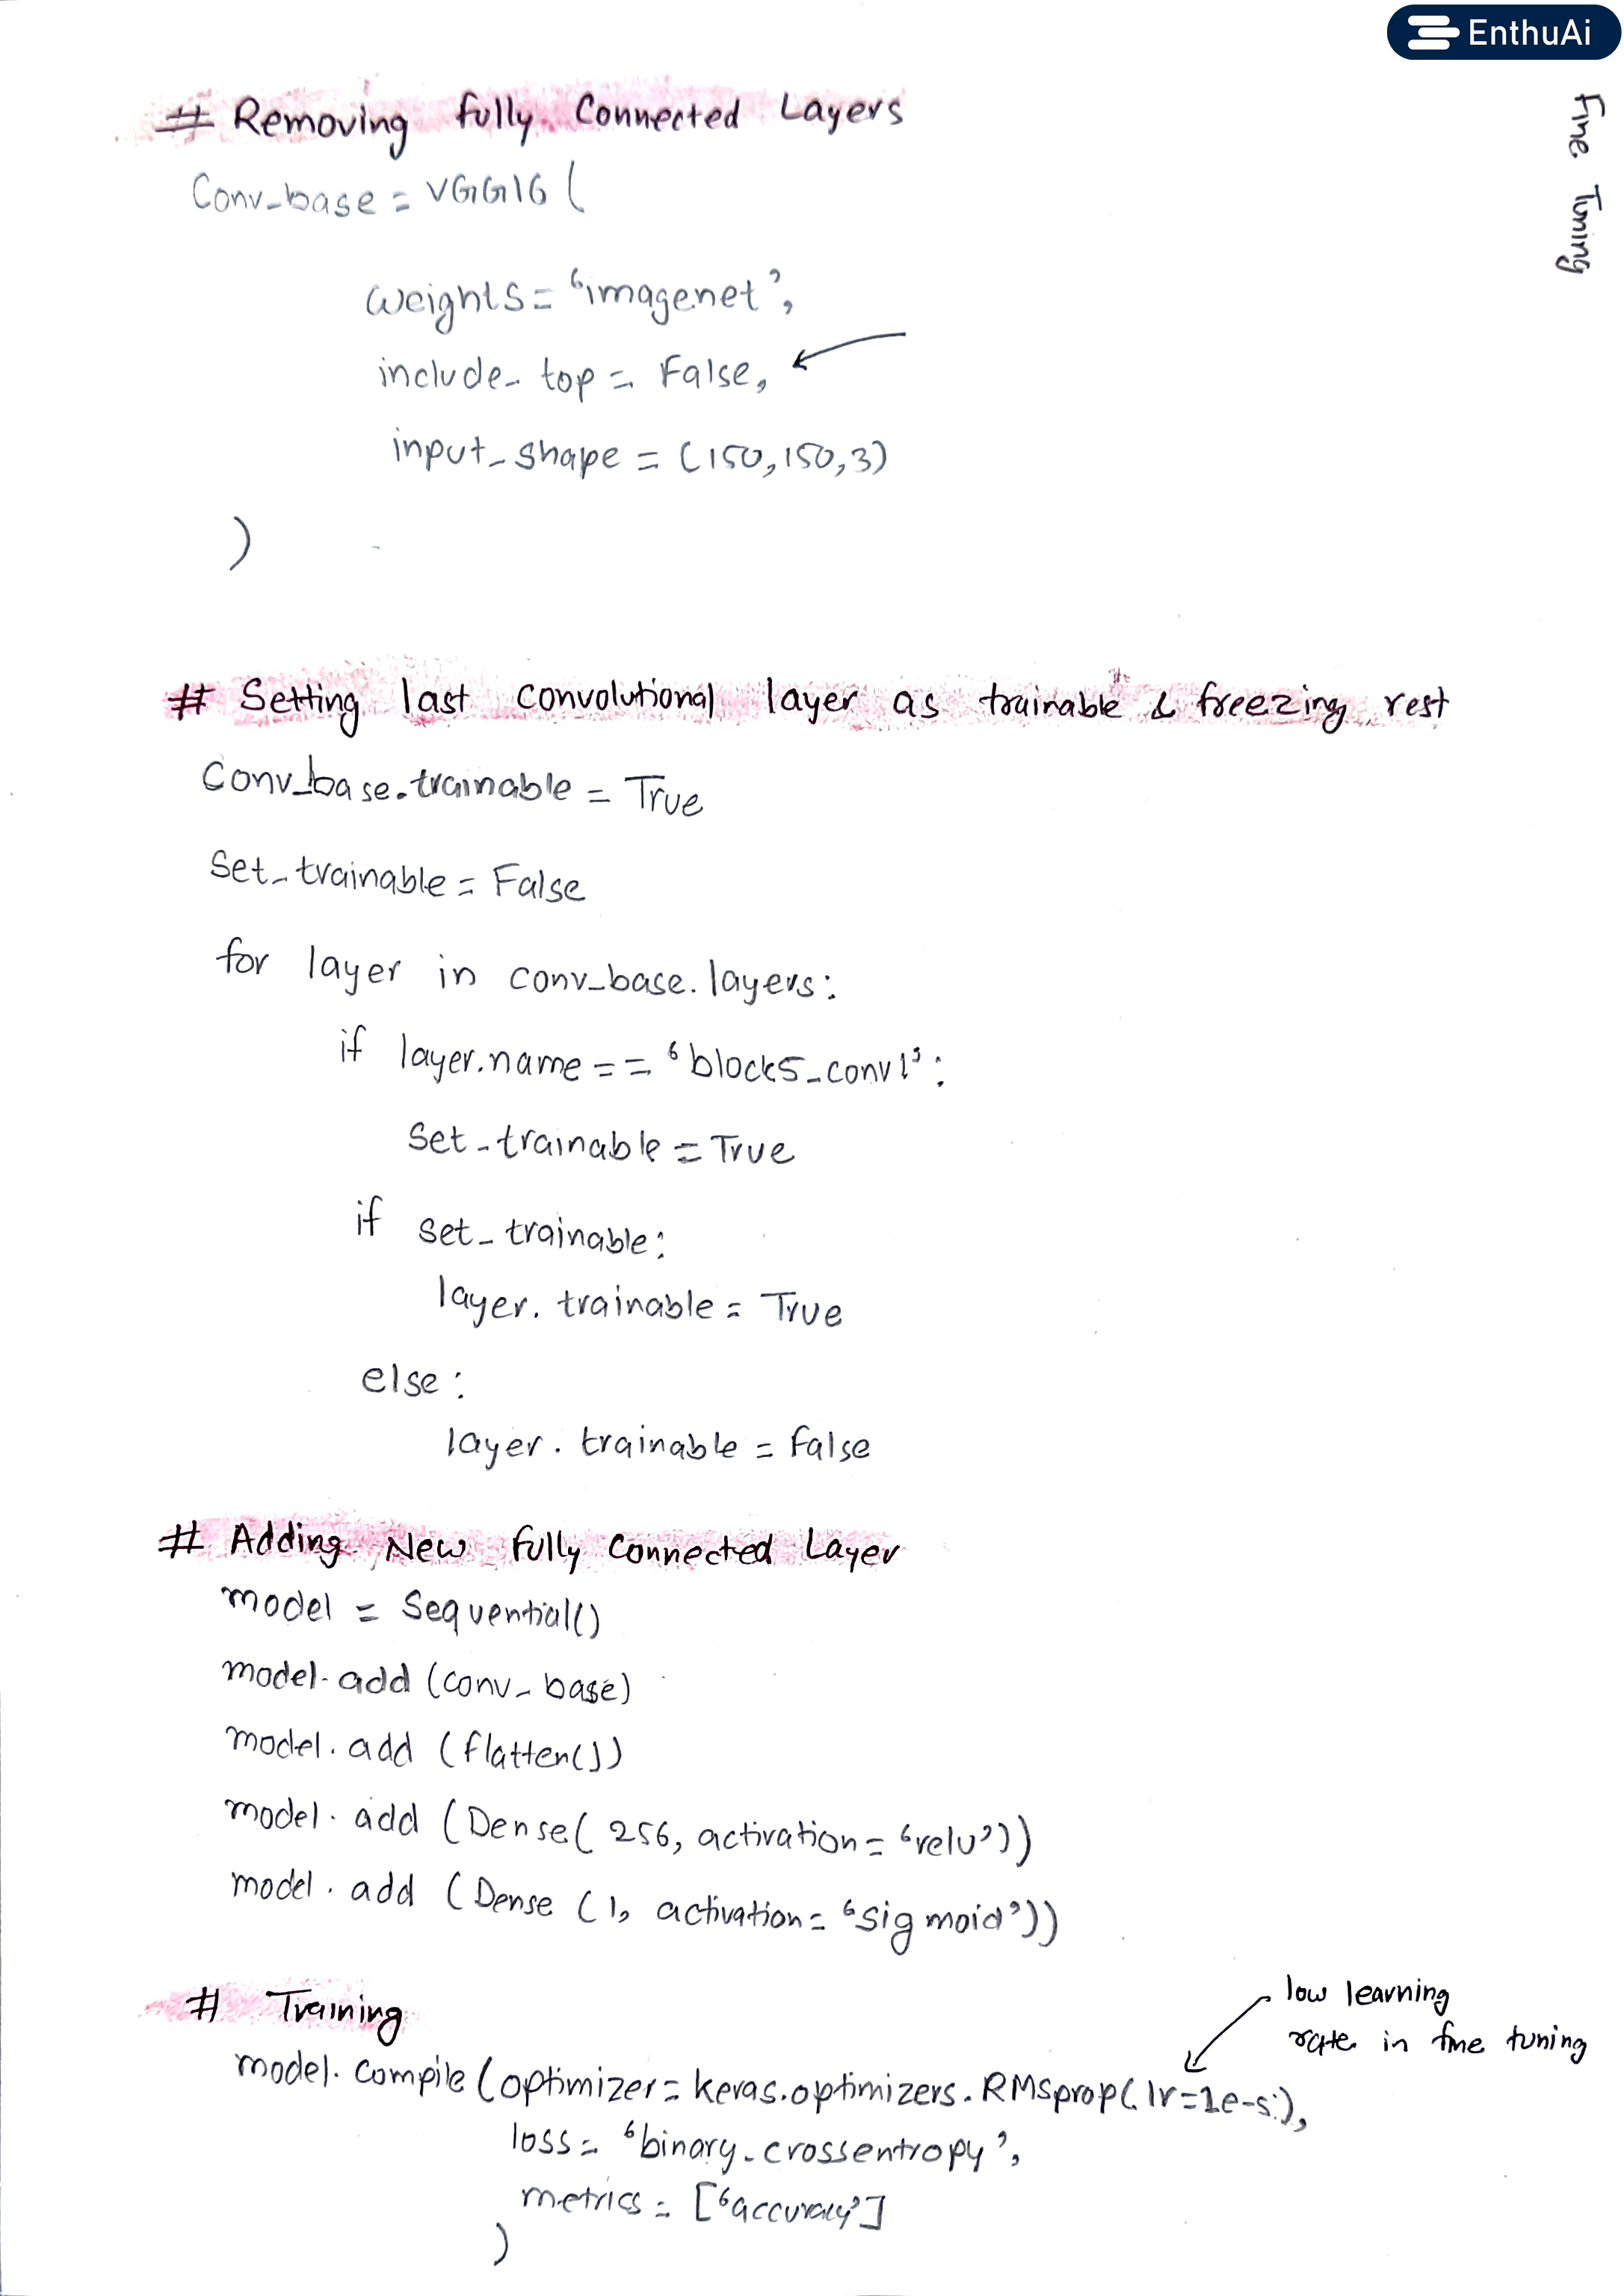 EnthuAi
Fine Tuning
# Removing fully Connected Layers
Conv_base = VGG16 (
weights = 'imagenet',
include_top = False,
input_shape = (150,150,3)
)
# Setting last convolutional layer as trainable & freezing rest
Conv_base.trainable = True
Set_trainable = False
for layer in conv_base.layers:
if layer.name == 'block5_conv1':
Set_trainable = True
if set_trainable:
layer.trainable = True
else:
layer.trainable = false
# Adding New fully Connected Layer
model = Sequential()
model.add (conv_base)
model.add (flatten())
model.add (Dense( 256, activation = 'relu'))
model.add (Dense (1, activation = 'sigmoid'))
# Training
low learning
rate in fine tuning
model.compile (optimizer = keras.optimizers.RMSprop(lr=1e-5),
loss = 'binary_crossentropy',
metrics = ['accuracy']
)